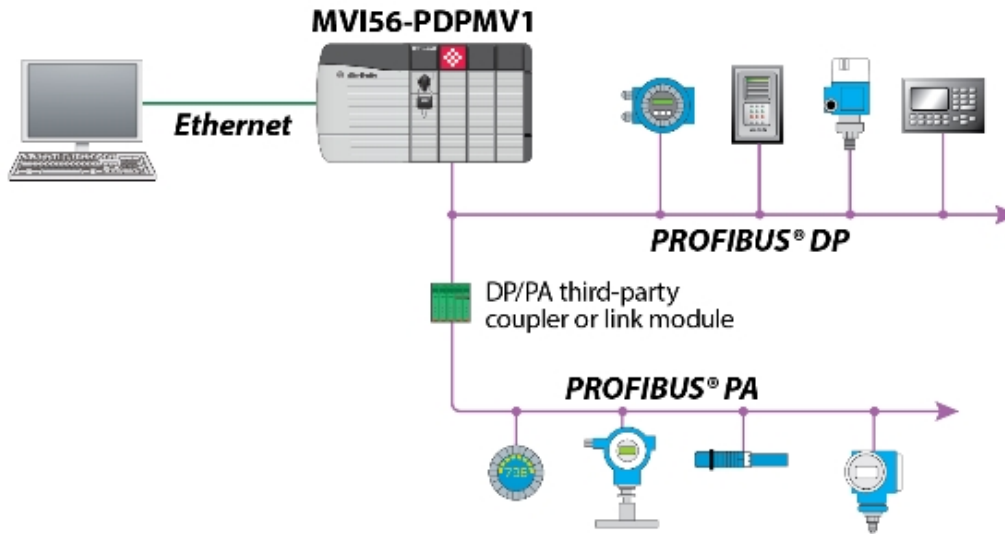 MVI56-PDPMV1
Ethernet
PROFIBUS® DP
DP/PA third-party
coupler or link module
PROFIBUS® PA